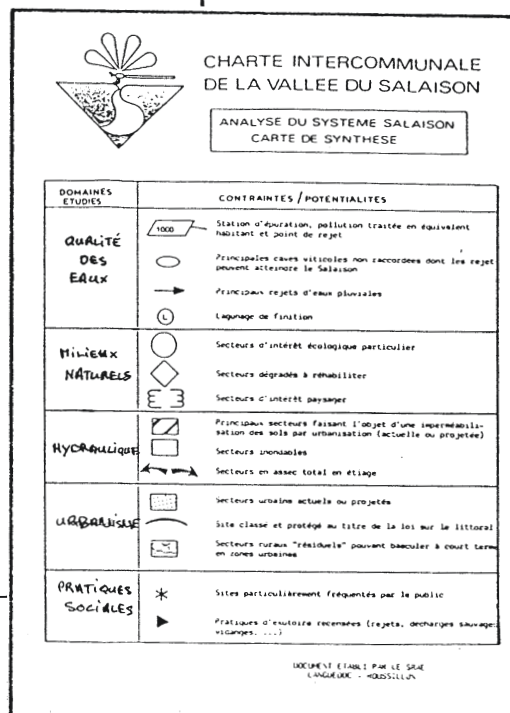 CHARTE INTERCOMMUNALE
DE LA VALLEE DU SALAISON
ANALYSE DU SYSTEME SALAISON
CARTE DE SYNTHESE
DOMAINES
ETUDIES
CONTRAINTES / POTENTIALITES
QUALITÉ
DES
EAUX
1000
Station d'épuration, pollution traitée en équivalent
habitant et point de rejet
Principales caves viticoles non raccordées dont les rejet
peuvent atteindre le Salaison
Principaux rejets d'eaux pluviales
L
Lagunage de finition
MILIEUX
NATURELS
Secteurs d'intérêt écologique particulier
Secteurs dégradés à réhabiliter
Secteurs d'intérêt paysager
HYDRAULIQUE
Principaux secteurs faisant l'objet d'une imperméabili-
sation des sols par urbanisation (actuelle ou projetée)
Secteurs inondables
Secteurs en assec total en étiage
URBANISME
Secteurs urbains actuels ou projetés
Site classé et protégé au titre de la loi sur le littoral
Secteurs ruraux "résiduels" pouvant basculer à court terme
en zones urbaines
PRATIQUES
SOCIALES
Sites particulièrement fréquentés par le public
Pratiques d'exutoire recensées (rejets, décharges sauvage
vidanges, ...)
DOCUMENT ETABLI PAR LE SRAE
LANGUEDOC - ROUSSILLON